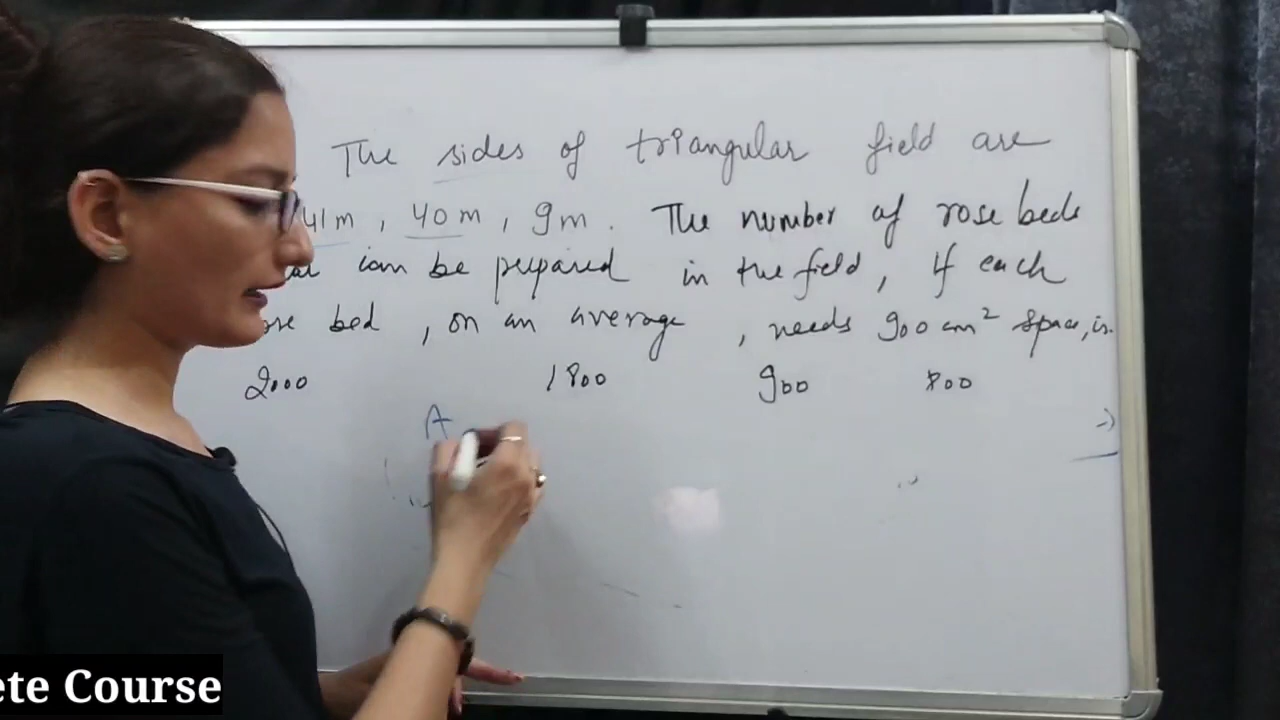 The sides of triangular field are
41m, 40m, 9m. The number of rose beds
can be prepared in the field, if each
bed, on an average, needs 900 cm² space, is.
2000 1800 900 800
A
ete Course